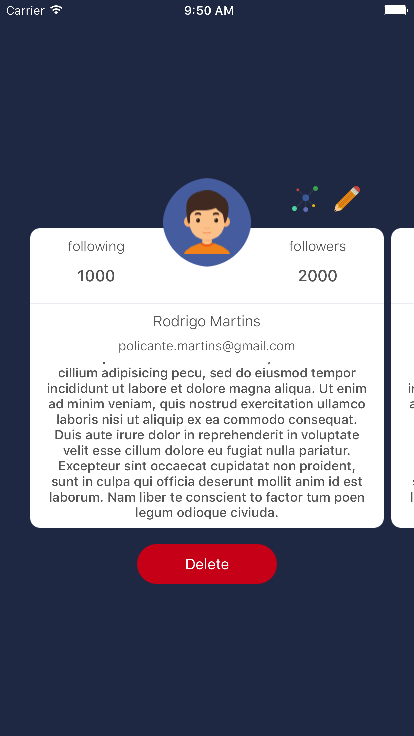 Carrier 9:50 AM
following followers
1000 2000
Rodrigo Martins
policante.martins@gmail.com
cillium adipisicing pecu, sed do eiusmod tempor
incididunt ut labore et dolore magna aliqua. Ut enim
ad minim veniam, quis nostrud exercitation ullamco
laboris nisi ut aliquip ex ea commodo consequat.
Duis aute irure dolor in reprehenderit in voluptate
velit esse cillum dolore eu fugiat nulla pariatur.
Excepteur sint occaecat cupidatat non proident,
sunt in culpa qui officia deserunt mollit anim id est
laborum. Nam liber te conscient to factor tum poen
legum odioque civiuda.
Delete